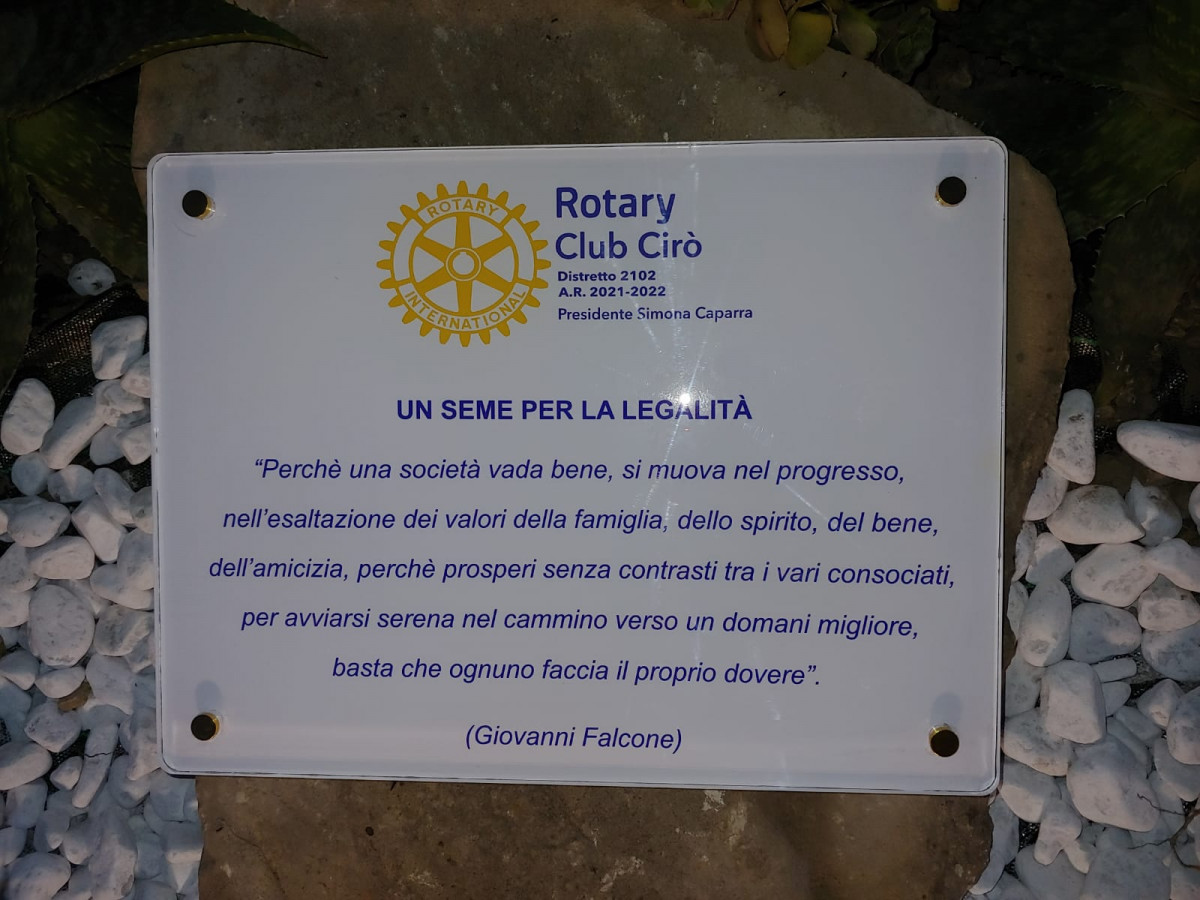 ROTARY
INTERNATIONAL
Rotary
Club Cirò
Distretto 2102
A.R. 2021-2022
Presidente Simona Caparra
UN SEME PER LA LEGALITÀ
“Perchè una società vada bene, si muova nel progresso,
nell’esaltazione dei valori della famiglia, dello spirito, del bene,
dell’amicizia, perchè prosperi senza contrasti tra i vari consociati,
per avviarsi serena nel cammino verso un domani migliore,
basta che ognuno faccia il proprio dovere”.
(Giovanni Falcone)